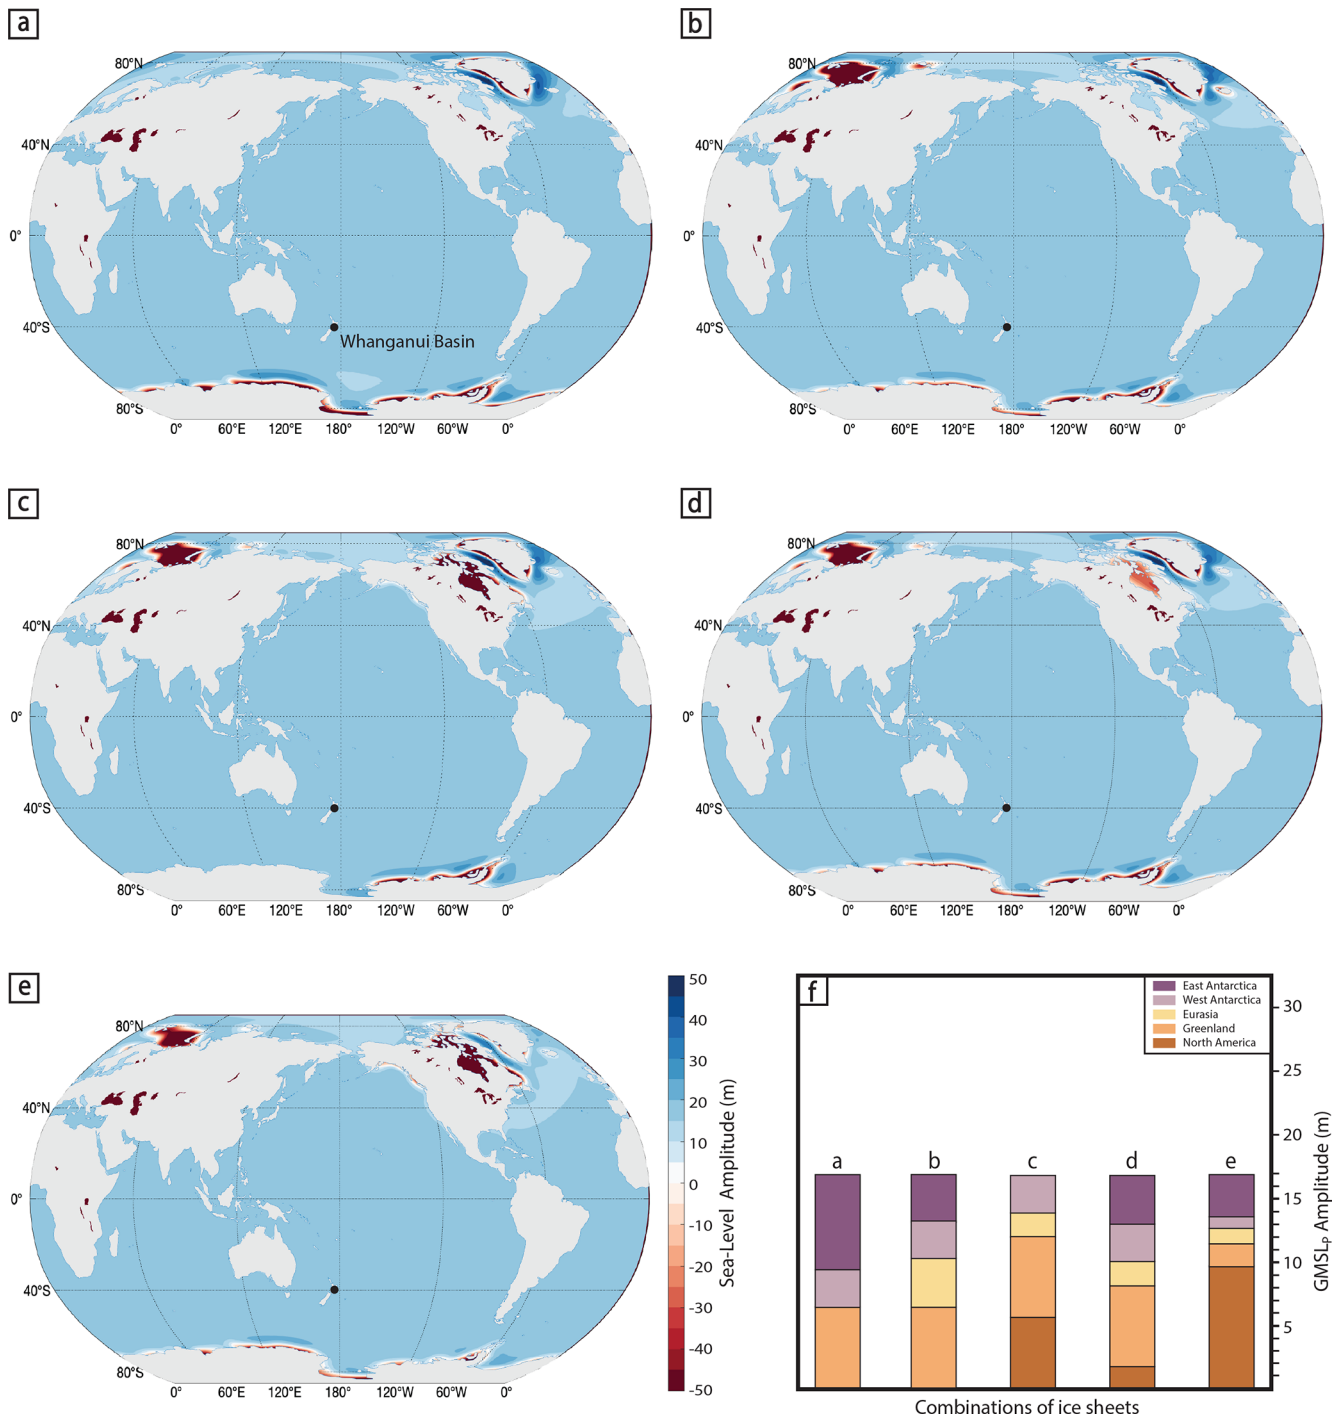 a
80°N
40°N
0°
40°S
80°S
Whanganui Basin
0° 60°E 120°E 180° 120°W 60°W 0°
b
80°N
40°N
0°
40°S
80°S
0° 60°E 120°E 180° 120°W 60°W 0°
c
80°N
40°N
0°
40°S
80°S
0° 60°E 120°E 180° 120°W 60°W 0°
d
80°N
40°N
0°
40°S
80°S
0° 60°E 120°E 180° 120°W 60°W 0°
e
80°N
40°N
0°
40°S
80°S
0° 60°E 120°E 180° 120°W 60°W 0°
50
30
20
10
0
-10
-20
-30
-40
-50
Sea-Level Amplitude (m)
f
East Antarctica
West Antarctica
Eurasia
Greenland
North America
a b c d e
30
25
20
15
10
5
GMSLₚ Amplitude (m)
Combinations of ice sheets